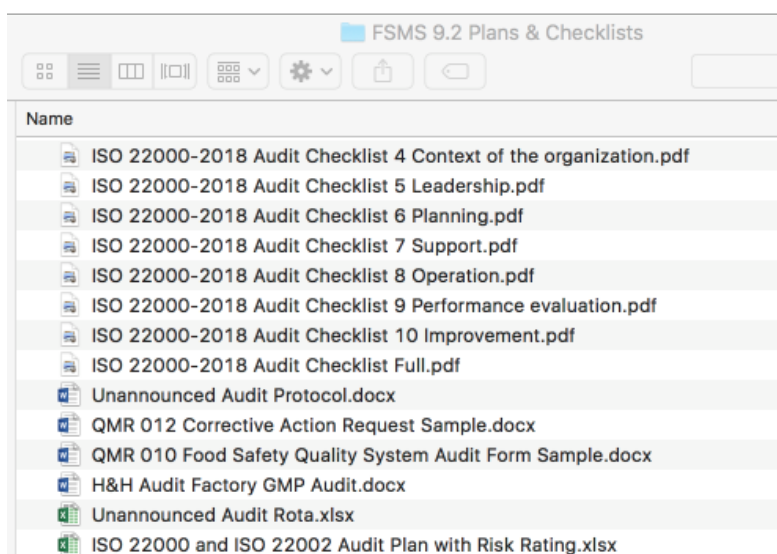 FSMS 9.2 Plans & Checklists
Name
ISO 22000-2018 Audit Checklist 4 Context of the organization.pdf
ISO 22000-2018 Audit Checklist 5 Leadership.pdf
ISO 22000-2018 Audit Checklist 6 Planning.pdf
ISO 22000-2018 Audit Checklist 7 Support.pdf
ISO 22000-2018 Audit Checklist 8 Operation.pdf
ISO 22000-2018 Audit Checklist 9 Performance evaluation.pdf
ISO 22000-2018 Audit Checklist 10 Improvement.pdf
ISO 22000-2018 Audit Checklist Full.pdf
Unannounced Audit Protocol.docx
QMR 012 Corrective Action Request Sample.docx
QMR 010 Food Safety Quality System Audit Form Sample.docx
H&H Audit Factory GMP Audit.docx
Unannounced Audit Rota.xlsx
ISO 22000 and ISO 22002 Audit Plan with Risk Rating.xlsx